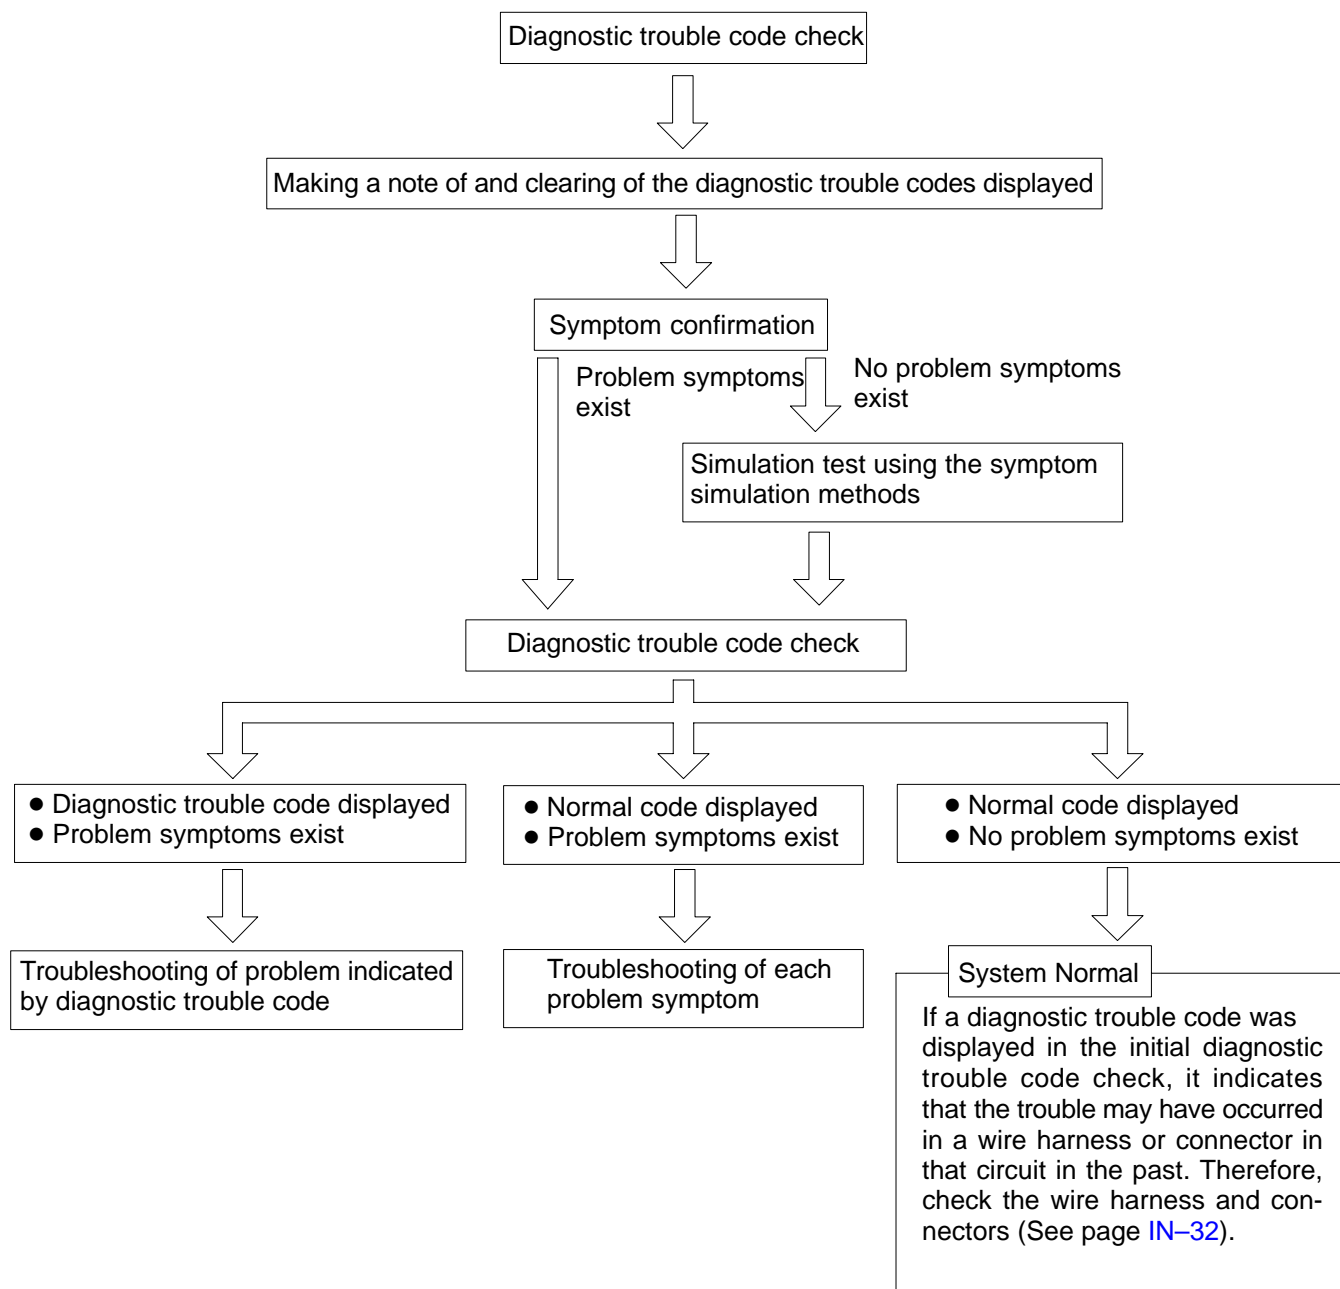 Diagnostic trouble code check
Making a note of and clearing of the diagnostic trouble codes displayed
Symptom confirmation
Problem symptoms
exist
No problem symptoms
exist
Simulation test using the symptom
simulation methods
Diagnostic trouble code check
● Diagnostic trouble code displayed
● Problem symptoms exist
● Normal code displayed
● Problem symptoms exist
● Normal code displayed
● No problem symptoms exist
Troubleshooting of problem indicated
by diagnostic trouble code
Troubleshooting of each
problem symptom
System Normal
If a diagnostic trouble code was
displayed in the initial diagnostic
trouble code check, it indicates
that the trouble may have occurred
in a wire harness or connector in
that circuit in the past. Therefore,
check the wire harness and con-
nectors (See page IN–32).